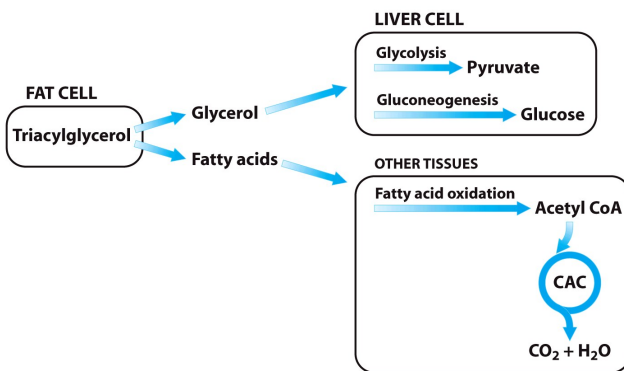 LIVER CELL
Glycolysis
Pyruvate
FAT CELL
Glycerol
Gluconeogenesis
Glucose
Triacylglycerol
Fatty acids
OTHER TISSUES
Fatty acid oxidation
Acetyl CoA
CAC
CO₂ + H₂O